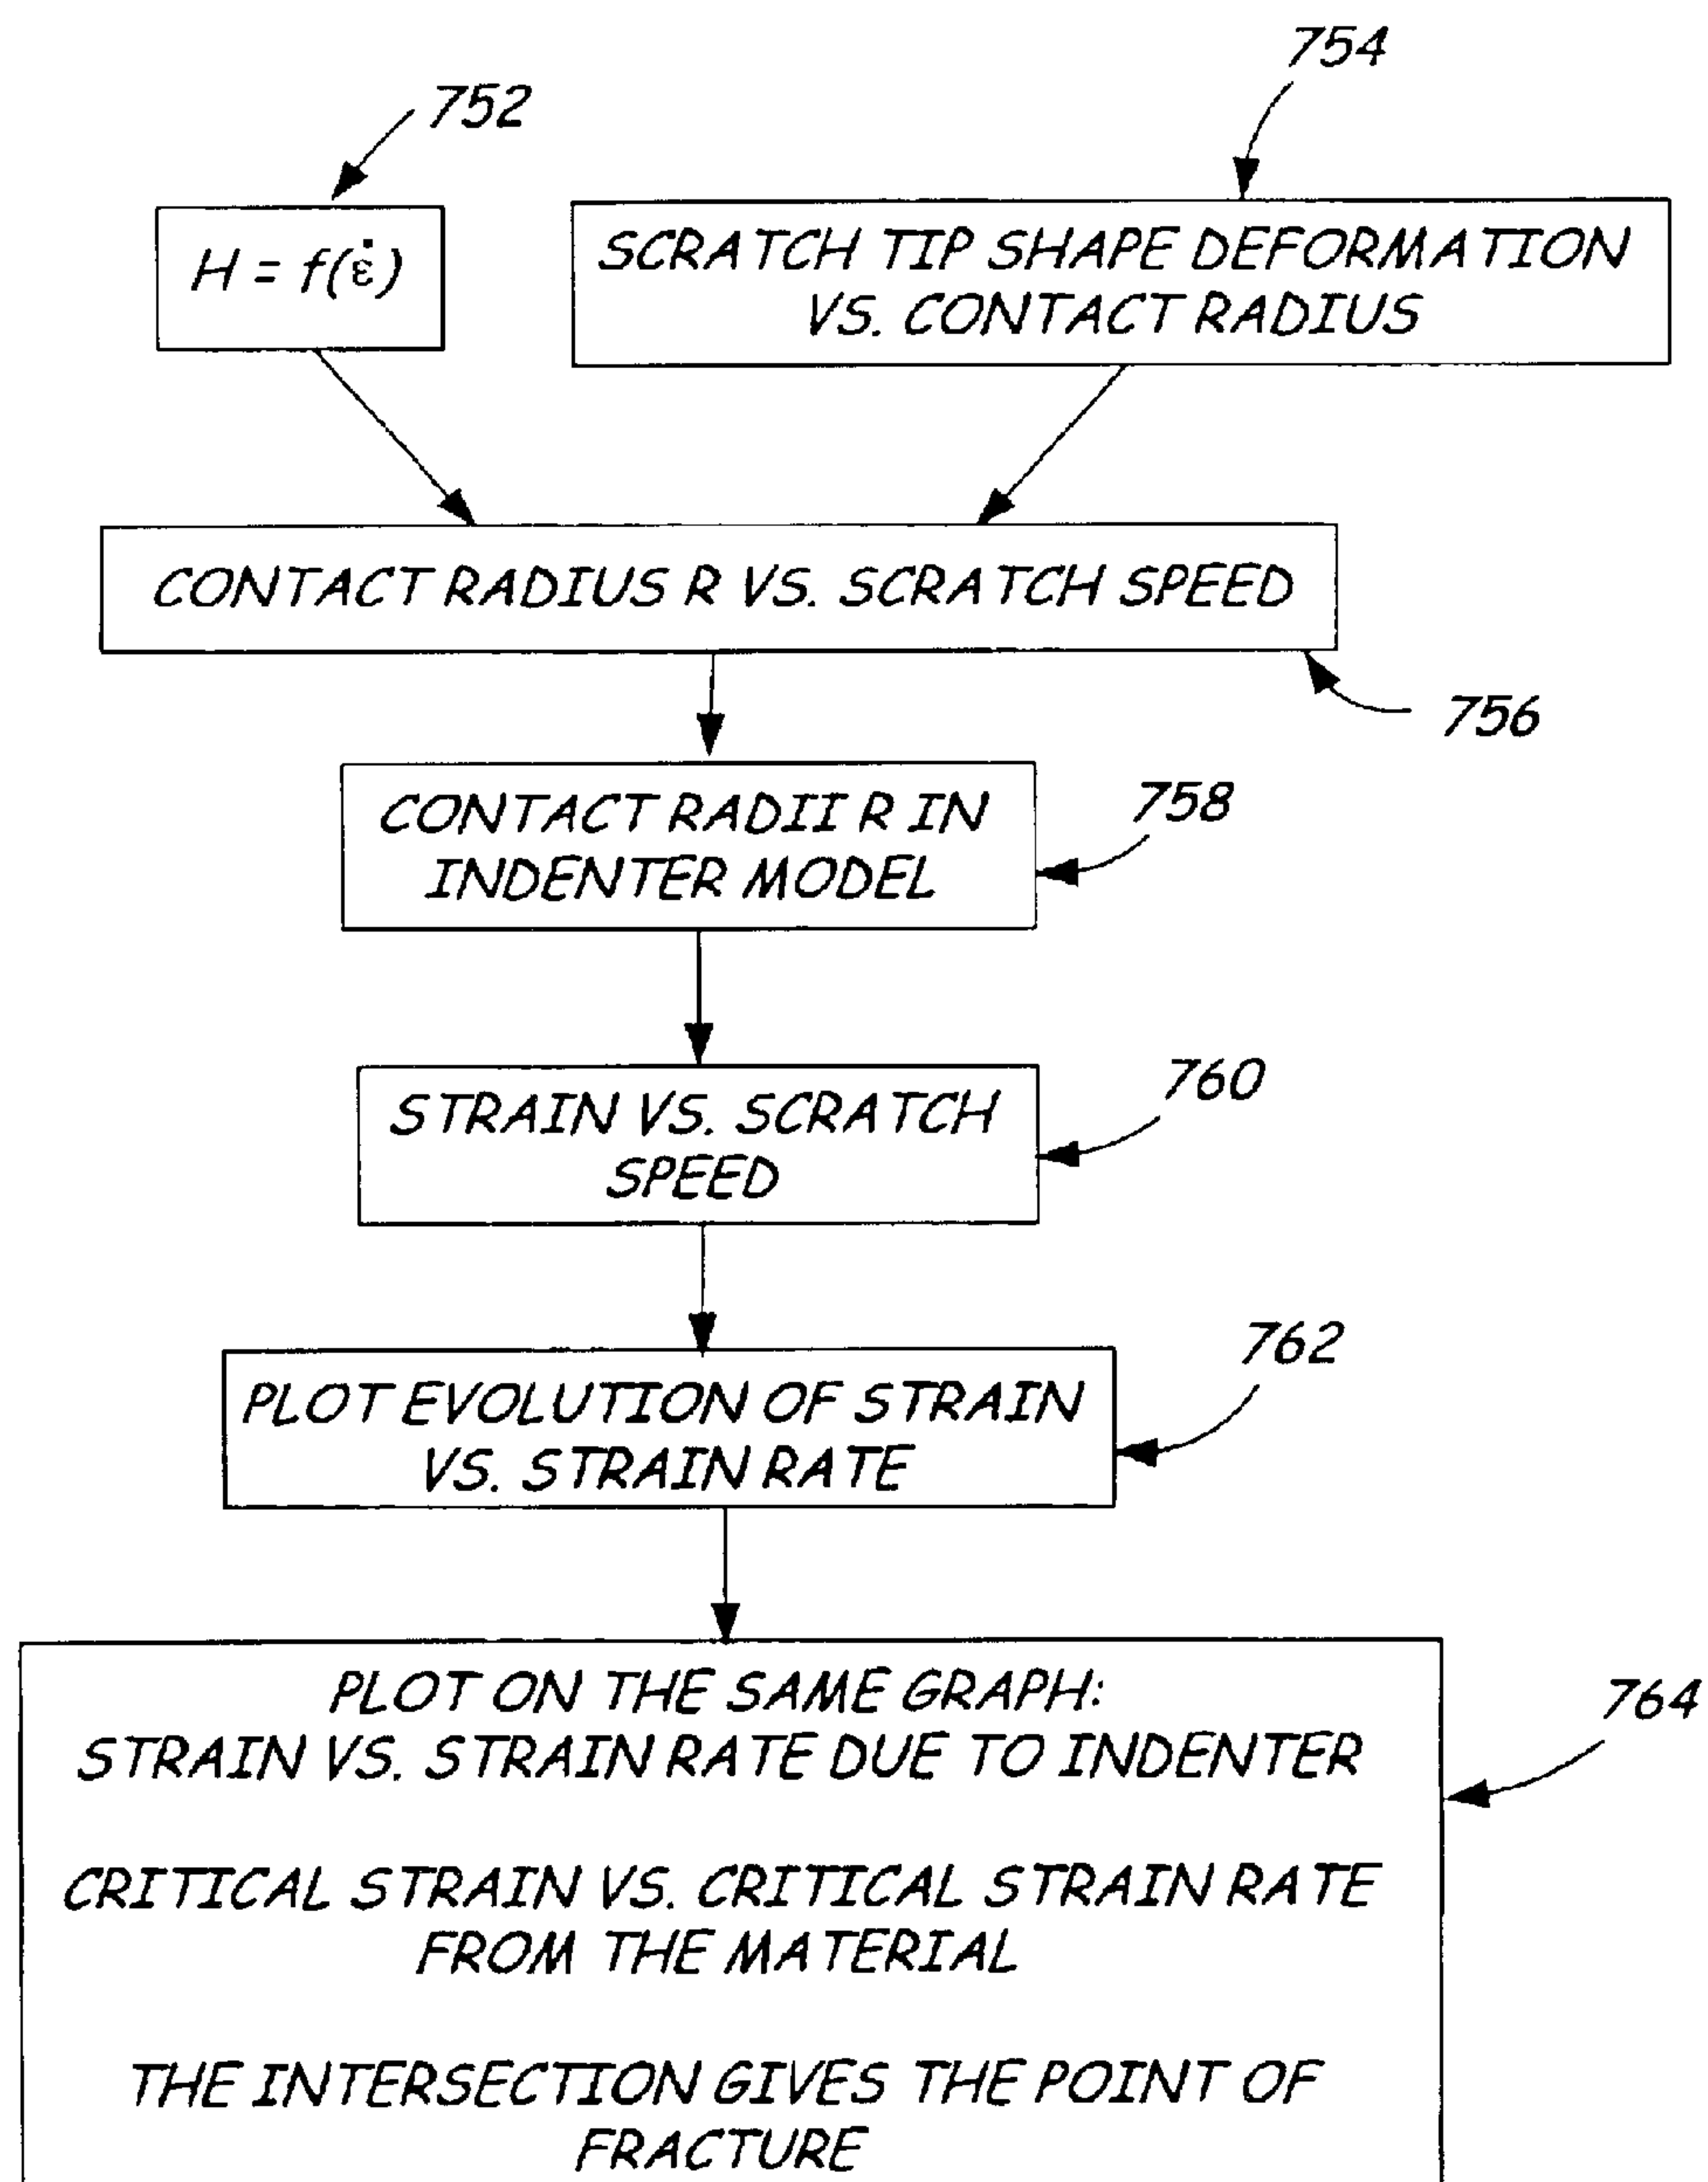 752
754
H = f(ε̇)
SCRATCH TIP SHAPE DEFORMATION
VS. CONTACT RADIUS
CONTACT RADIUS R VS. SCRATCH SPEED
756
CONTACT RADII R IN
INDENTER MODEL
758
STRAIN VS. SCRATCH
SPEED
760
PLOT EVOLUTION OF STRAIN
VS. STRAIN RATE
762
PLOT ON THE SAME GRAPH:
STRAIN VS. STRAIN RATE DUE TO INDENTER
CRITICAL STRAIN VS. CRITICAL STRAIN RATE
FROM THE MATERIAL
THE INTERSECTION GIVES THE POINT OF
FRACTURE
764